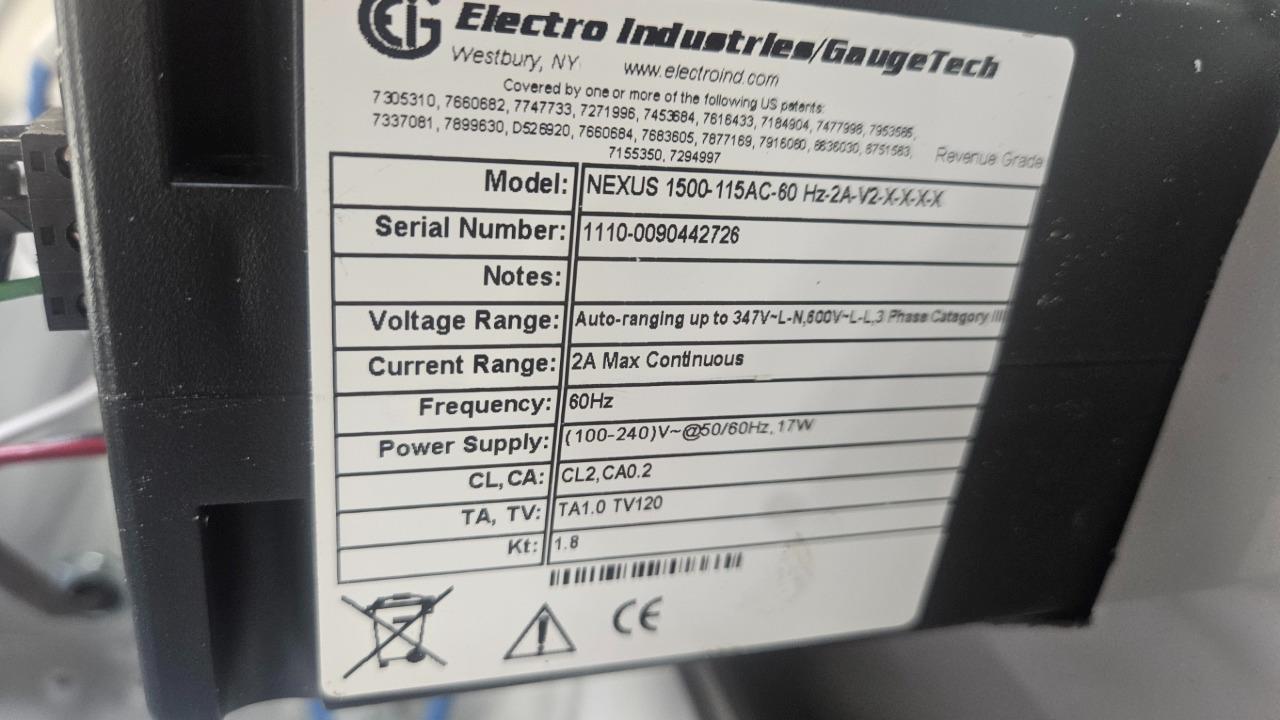 EIG Electro Industries/GaugeTech
Westbury, NY www.electroind.com
Covered by one or more of the following US patents:
7305310, 7660682, 7747733, 7271996, 7453684, 7616433, 7184904, 7477998, 7953565,
7337081, 7899630, D526920, 7660684, 7683605, 7877169, 7916060, 6636030, 6751563,
7155350, 7294997
Revenue Grade
Model: NEXUS 1500-115AC-60 Hz-2A-V2-X-X-X-X
Serial Number: 1110-0090442726
Notes:
Voltage Range: Auto-ranging up to 347V~L-N,600V~L-L,3 Phase Catagory III
Current Range: 2A Max Continuous
Frequency: 60Hz
Power Supply: (100-240)V~@50/60Hz, 17W
CL,CA: CL2,CA0.2
TA, TV: TA1.0 TV120
Kt: 1.8
CE